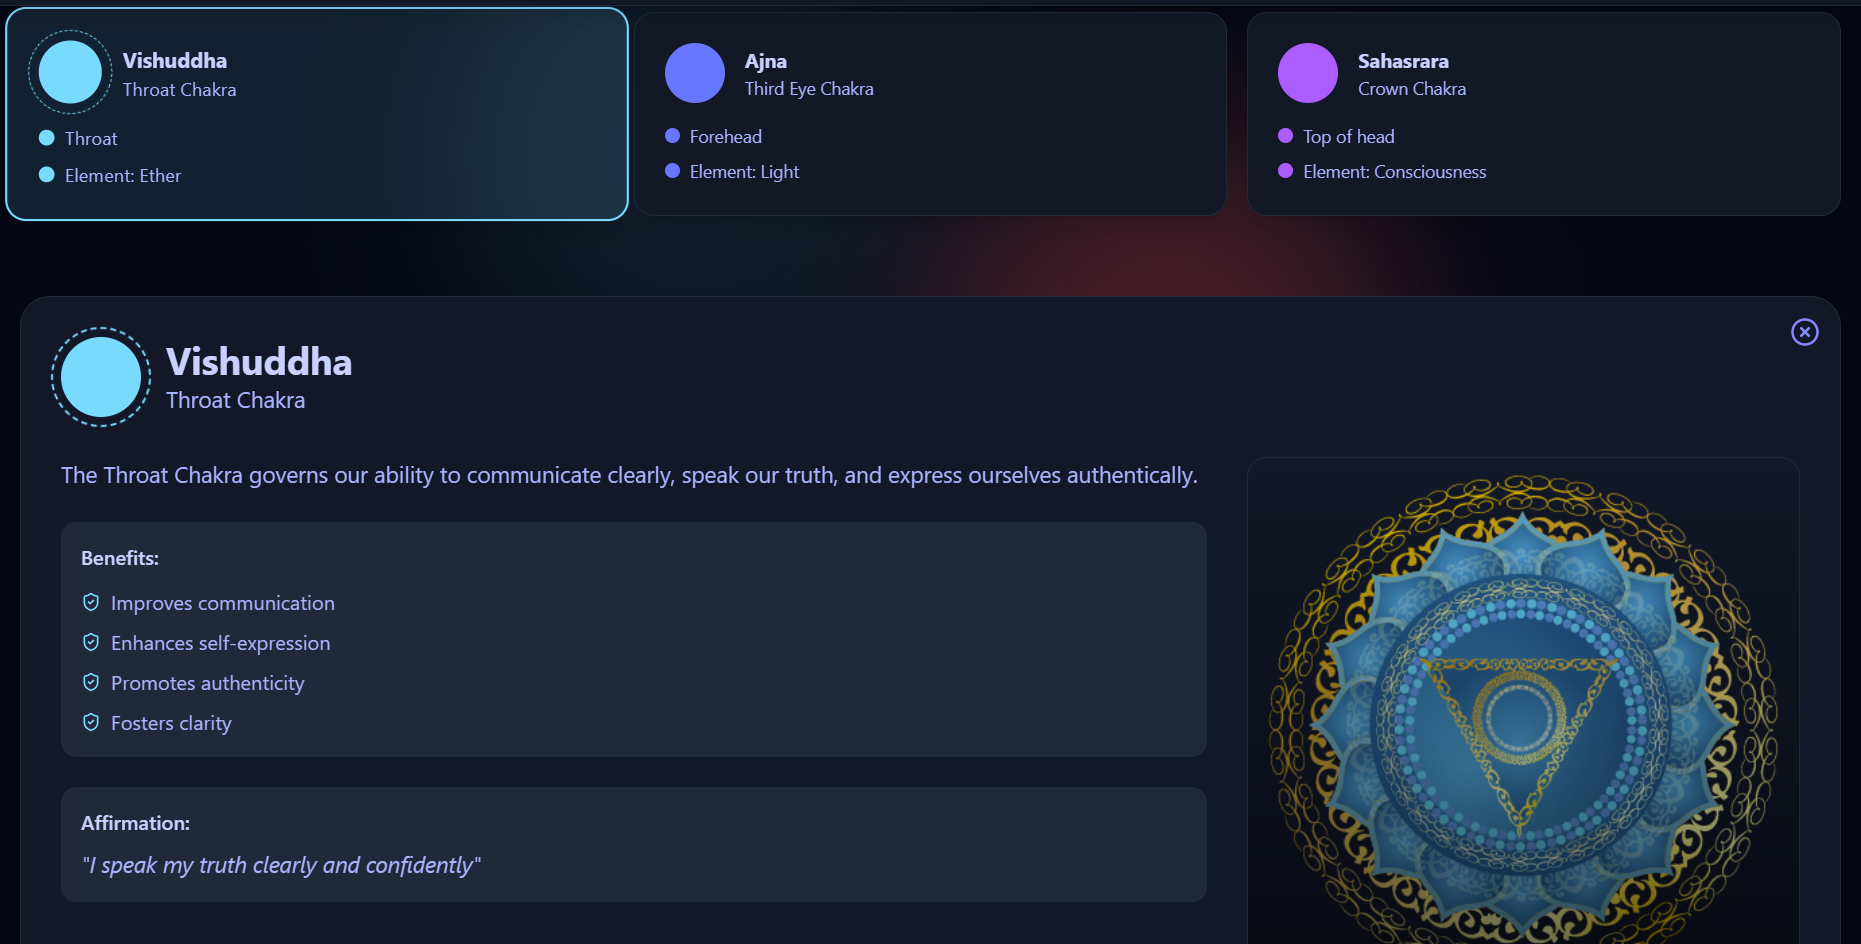 Vishuddha
Throat Chakra
Throat
Element: Ether
Ajna
Third Eye Chakra
Forehead
Element: Light
Sahasrara
Crown Chakra
Top of head
Element: Consciousness
Vishuddha
Throat Chakra
The Throat Chakra governs our ability to communicate clearly, speak our truth, and express ourselves authentically.
Benefits:
Improves communication
Enhances self-expression
Promotes authenticity
Fosters clarity
Affirmation:
"I speak my truth clearly and confidently"